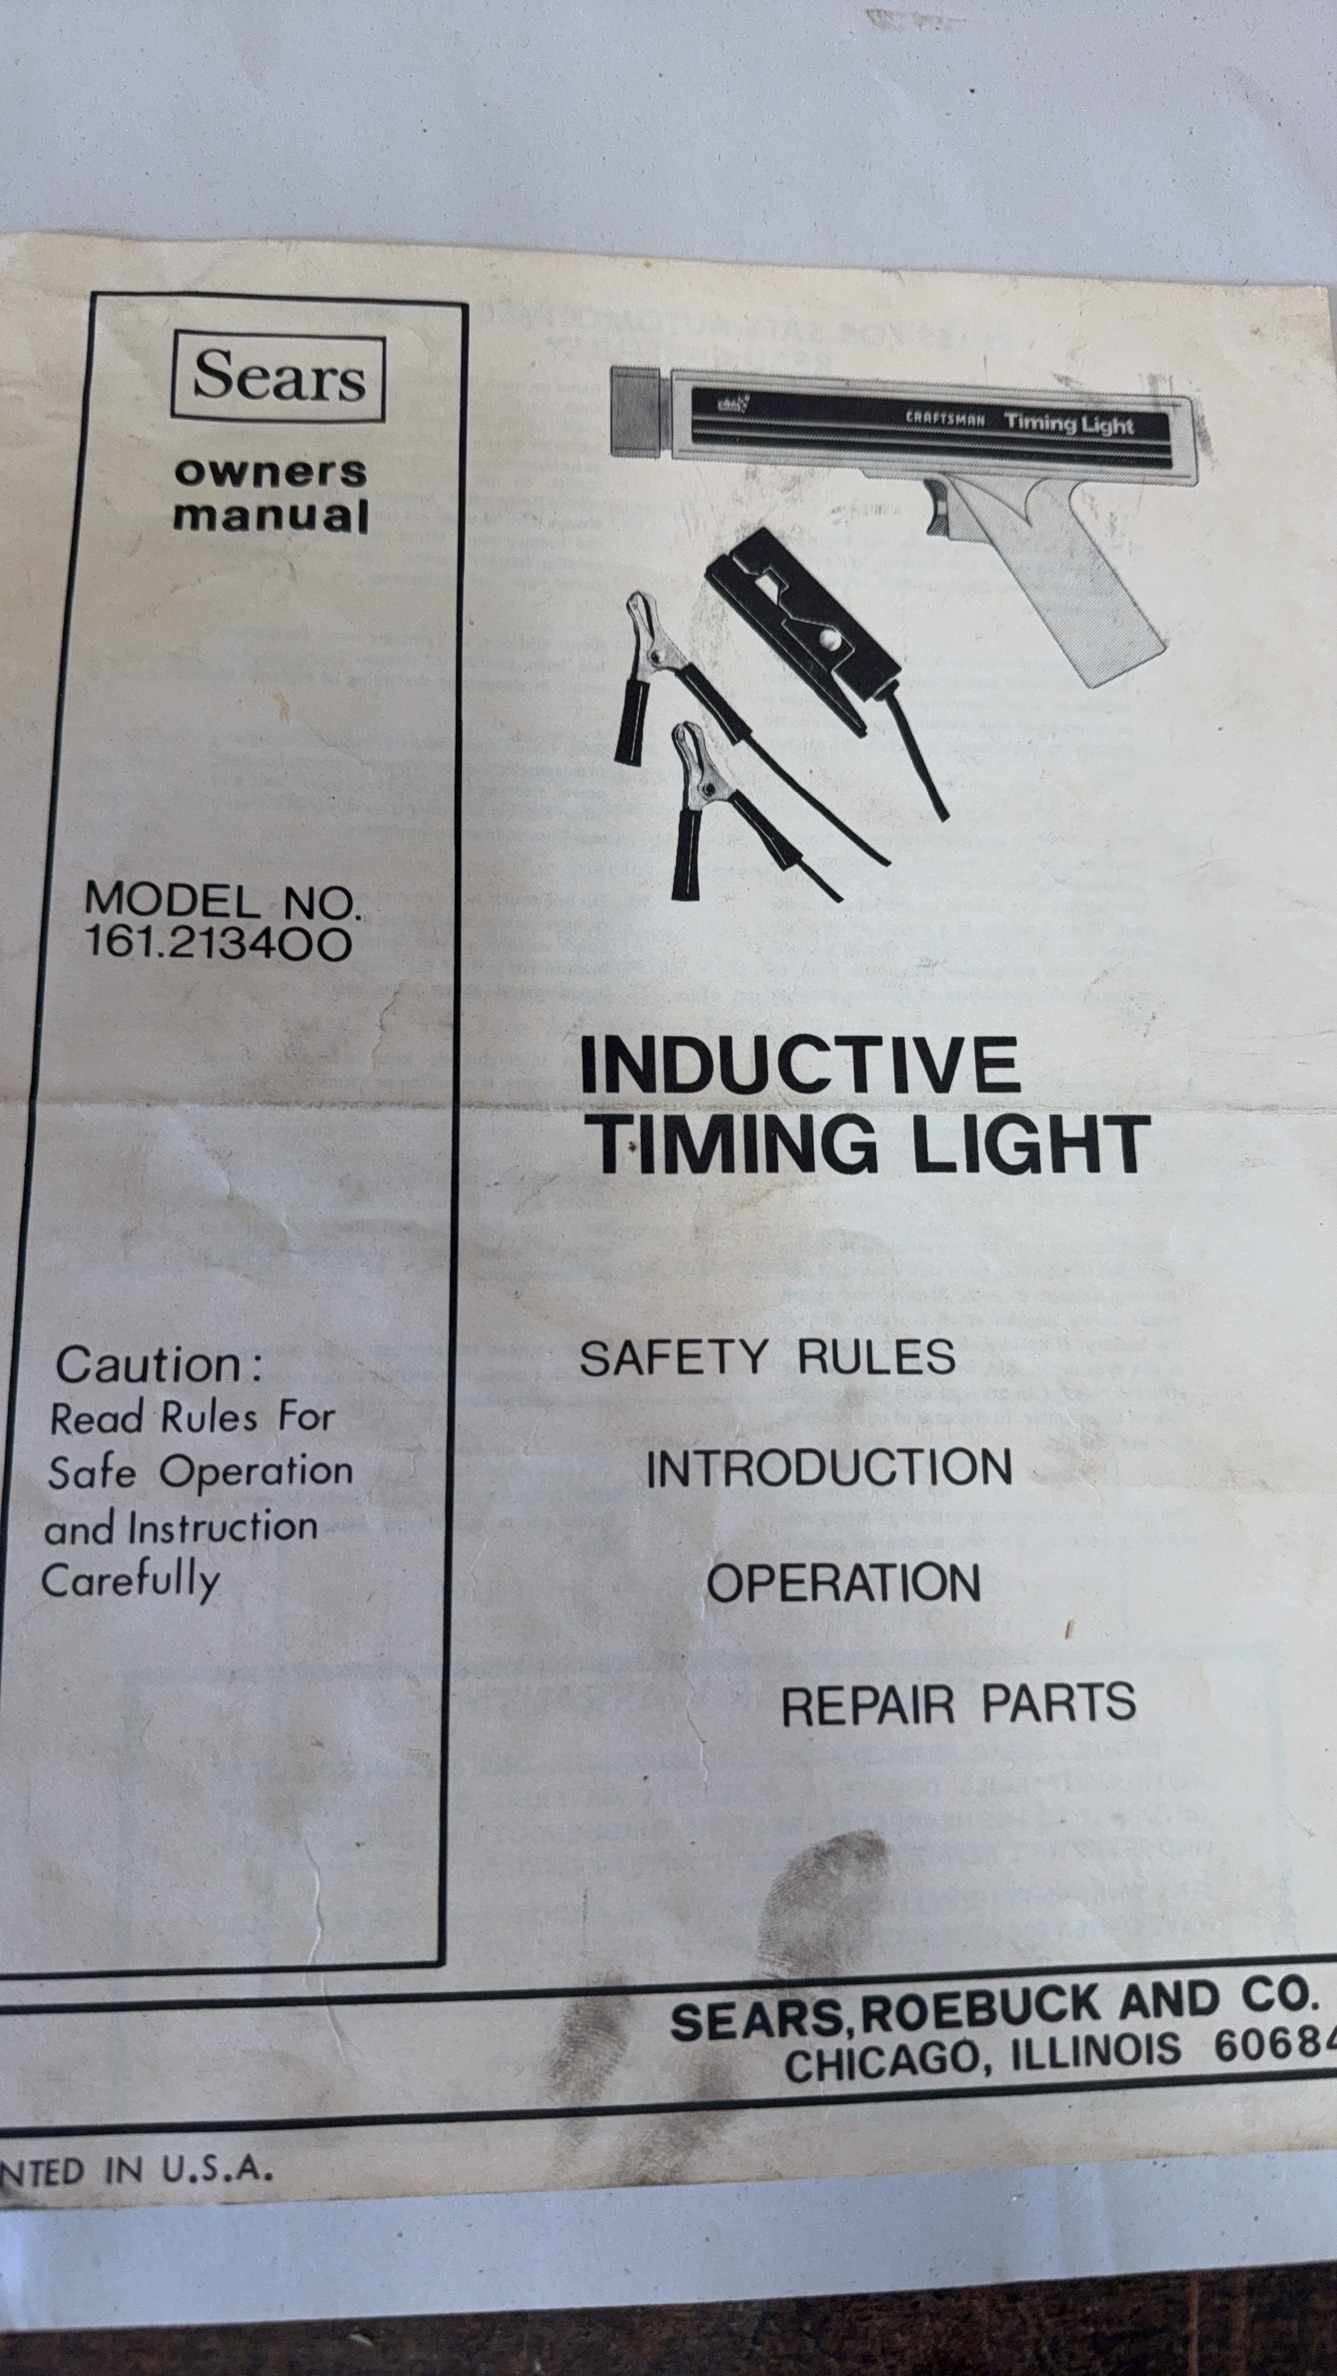 Sears
owners
manual
MODEL NO.
161.213400
Caution:
Read Rules For
Safe Operation
and Instruction
Carefully
CRAFTSMAN Timing Light
INDUCTIVE
TIMING LIGHT
SAFETY RULES
INTRODUCTION
OPERATION
REPAIR PARTS
SEARS, ROEBUCK AND CO.
CHICAGO, ILLINOIS 60684
NTED IN U.S.A.